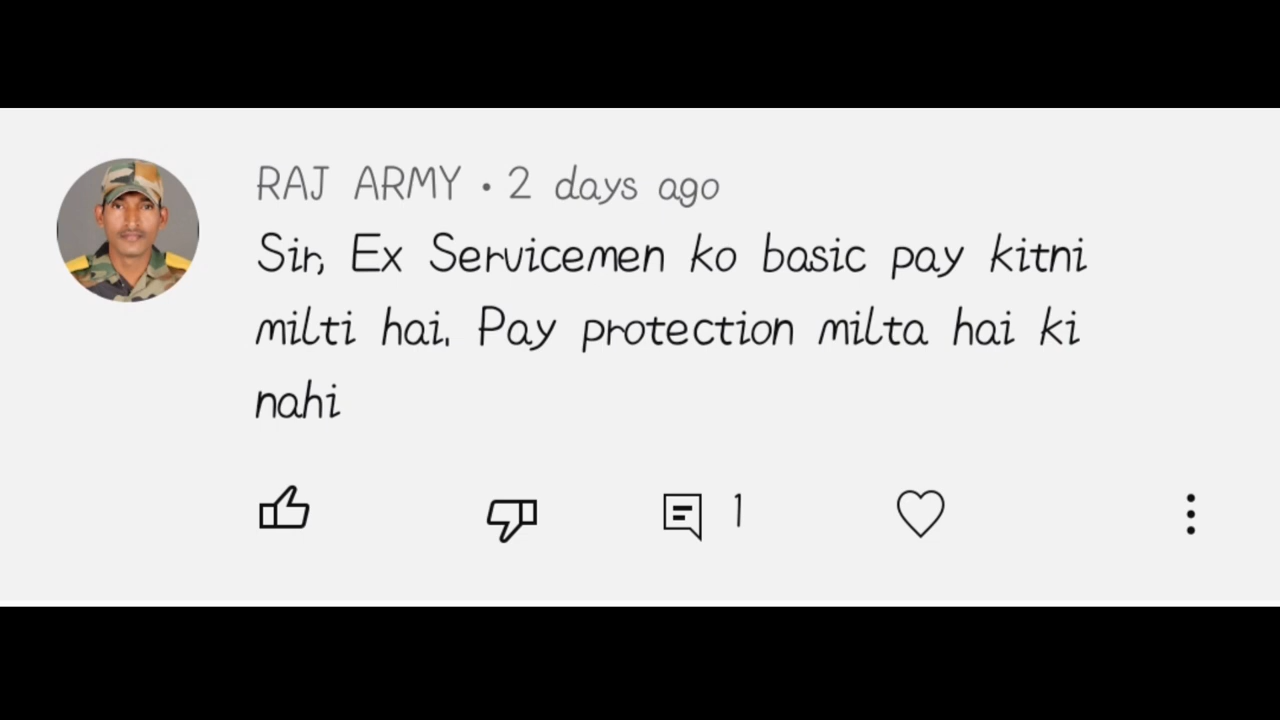 RAJ ARMY • 2 days ago
Sir, Ex Servicemen ko basic pay kitni
milti hai. Pay protection milta hai ki
nahi
1